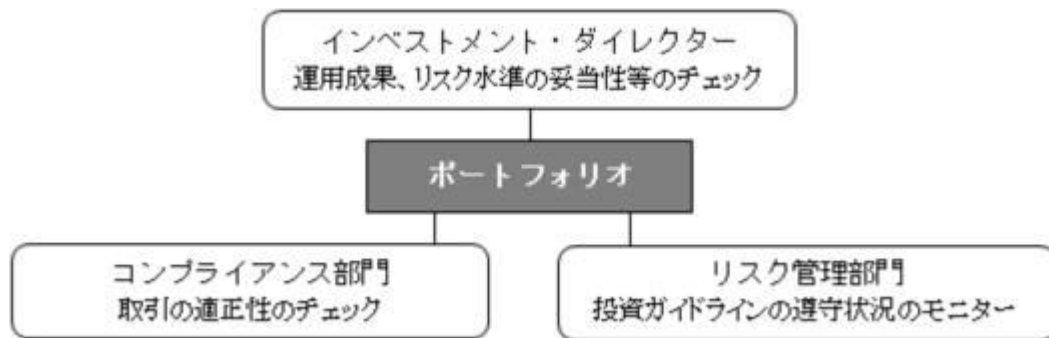 インベストメント・ダイレクター
運用成果、リスク水準の妥当性等のチェック
ポートフォリオ
コンプライアンス部門
取引の適正性のチェック
リスク管理部門
投資ガイドラインの遵守状況のモニター